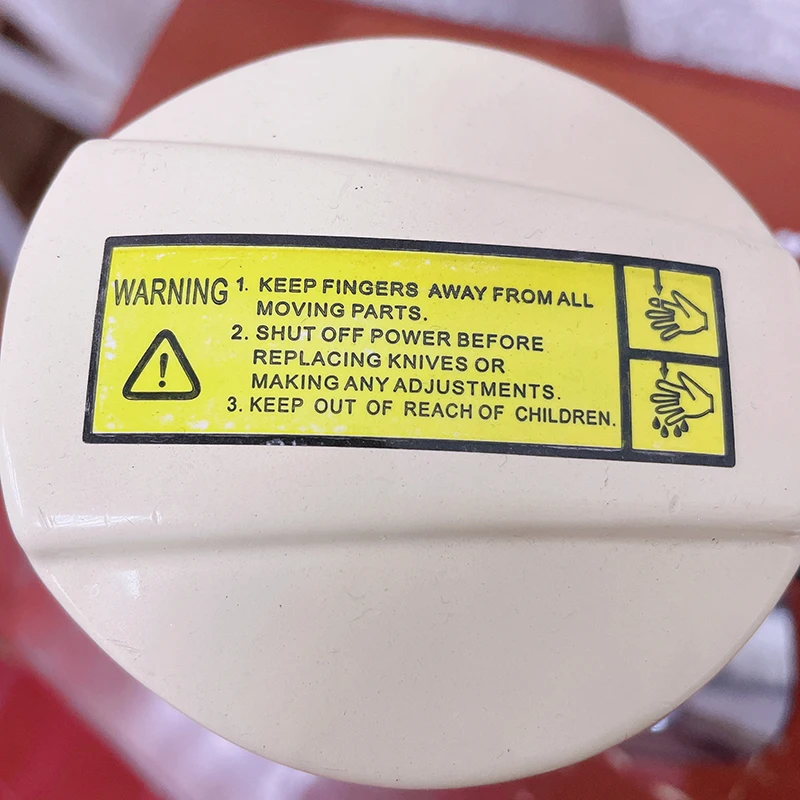 WARNING
1. KEEP FINGERS AWAY FROM ALL
MOVING PARTS.
2. SHUT OFF POWER BEFORE
REPLACING KNIVES OR
MAKING ANY ADJUSTMENTS.
3. KEEP OUT OF REACH OF CHILDREN.